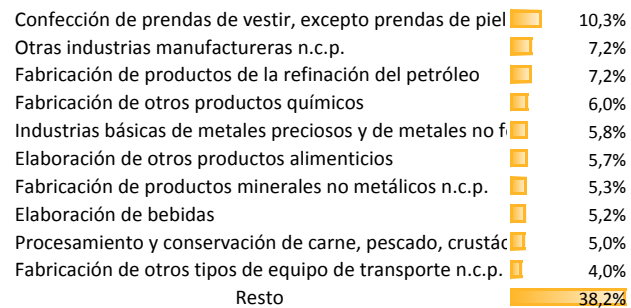 Confección de prendas de vestir, excepto prendas de piel 10,3%
Otras industrias manufactureras n.c.p. 7,2%
Fabricación de productos de la refinación del petróleo 7,2%
Fabricación de otros productos químicos 6,0%
Industrias básicas de metales preciosos y de metales no 5,8%
Elaboración de otros productos alimenticios 5,7%
Fabricación de productos minerales no metálicos n.c.p. 5,3%
Elaboración de bebidas 5,2%
Procesamiento y conservación de carne, pescado, 5,0%
Fabricación de otros tipos de equipo de transporte n.c.p. 4,0%
Resto 38,2%